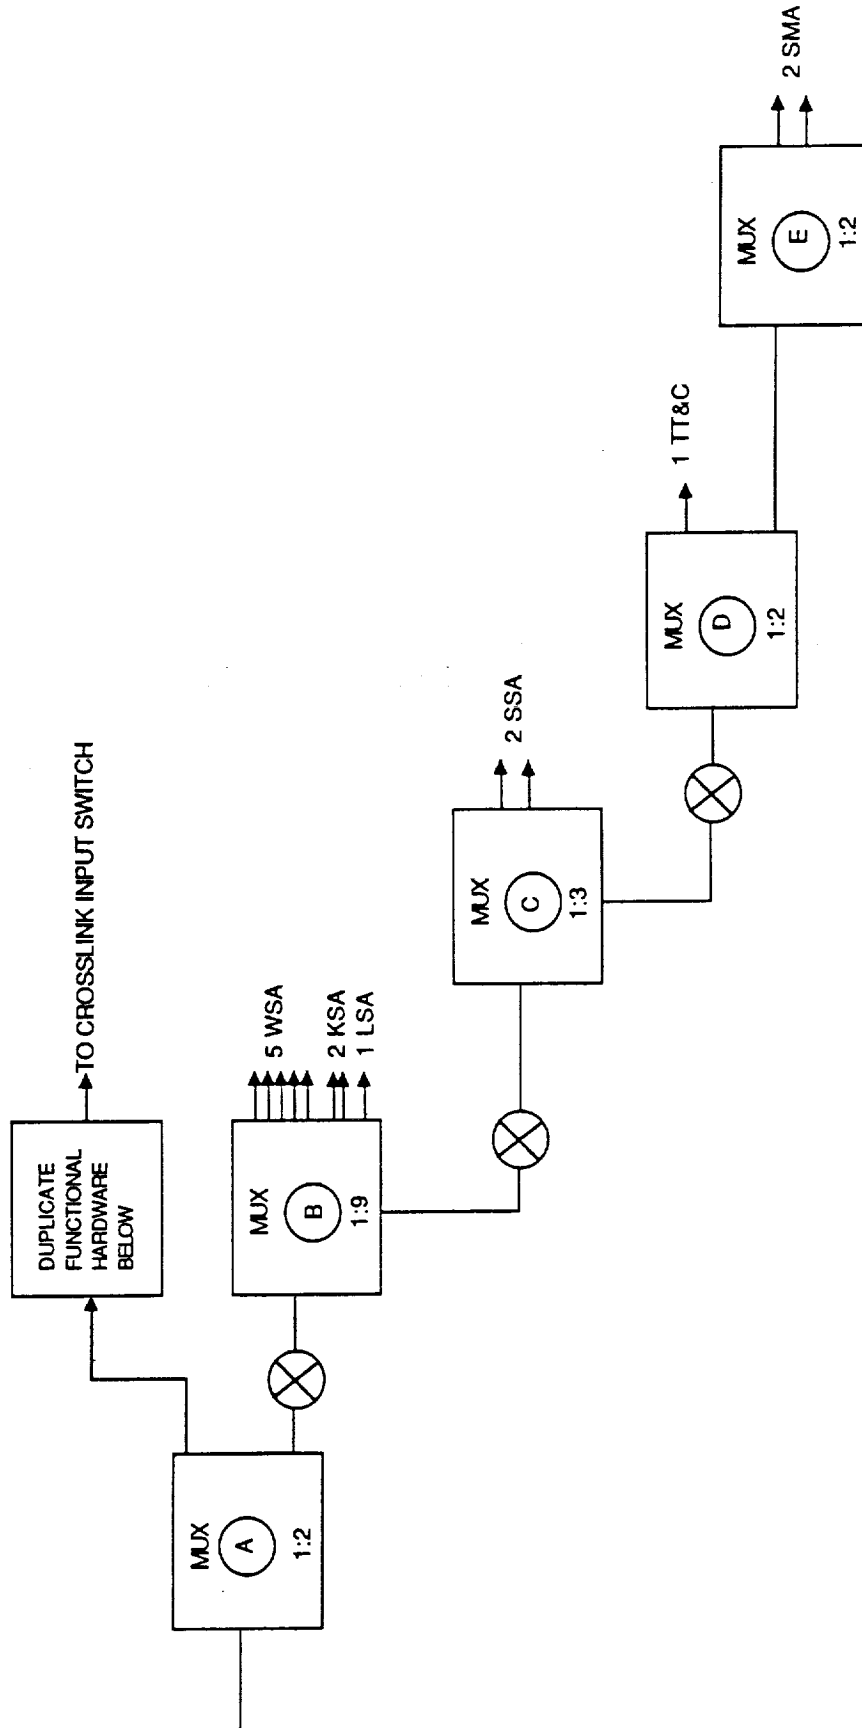 MUX
A
1:2
DUPLICATE
FUNCTIONAL
HARDWARE
BELOW
TO CROSSLINK INPUT SWITCH
MUX
B
1:9
5 WSA
2 KSA
1 LSA
MUX
C
1:3
2 SSA
MUX
D
1:2
1 TT&C
MUX
E
1:2
2 SMA